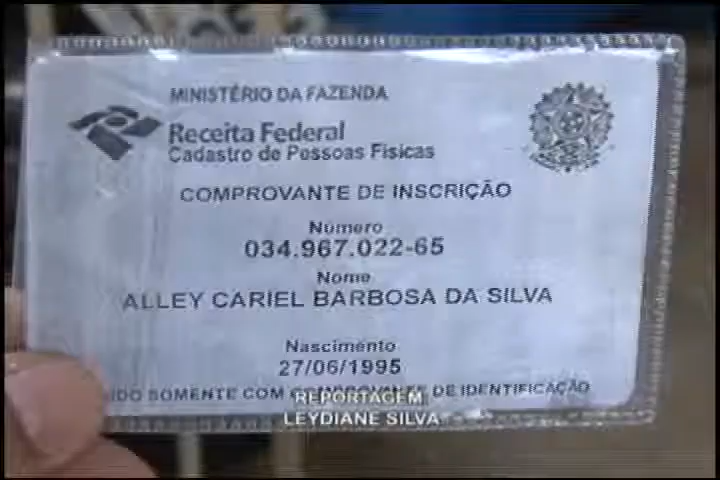 MINISTÉRIO DA FAZENDA
Receita Federal
Cadastro de Pessoas Físicas
COMPROVANTE DE INSCRIÇÃO
Número
034.967.022-65
Nome
ALLEY CARIEL BARBOSA DA SILVA
Nascimento
27/06/1995
SOMENTE COM COMPROVANTE DE IDENTIFICAÇÃO
REPORTAGEM
LEYDIANE SILVA